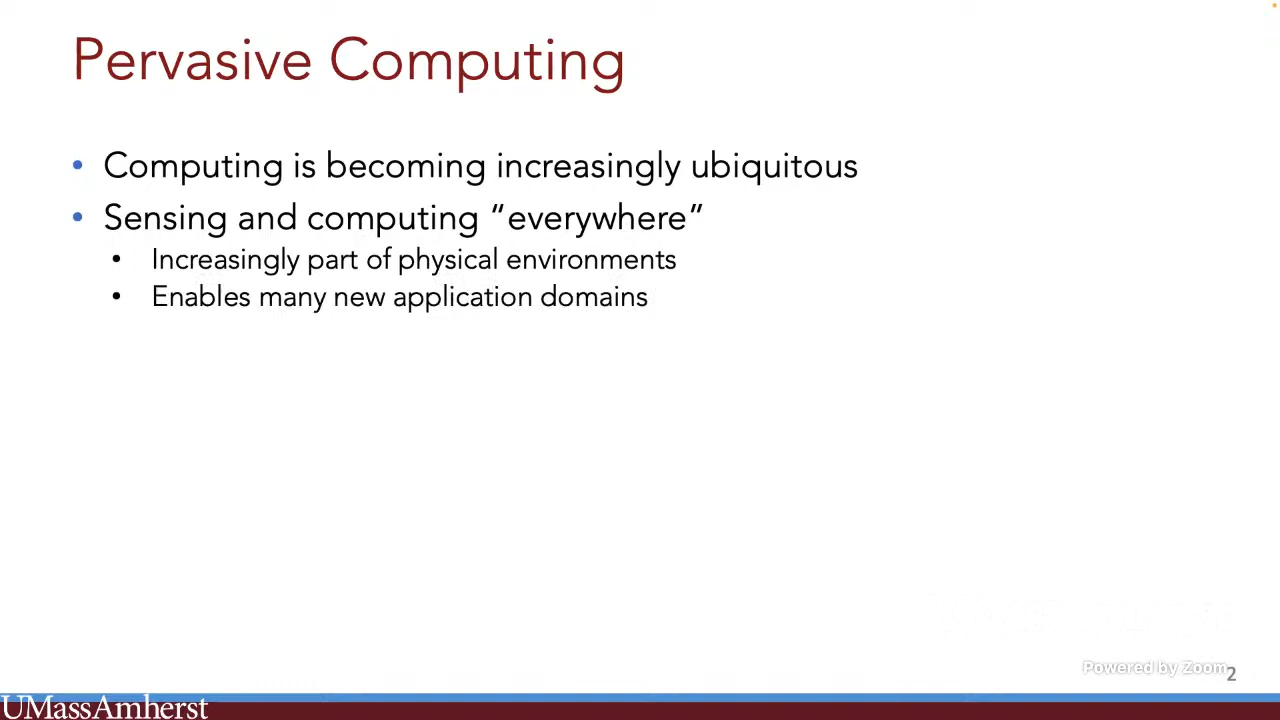 Pervasive Computing
• Computing is becoming increasingly ubiquitous
• Sensing and computing “everywhere”
• Increasingly part of physical environments
• Enables many new application domains
Powered by Zoom
2
UMassAmherst